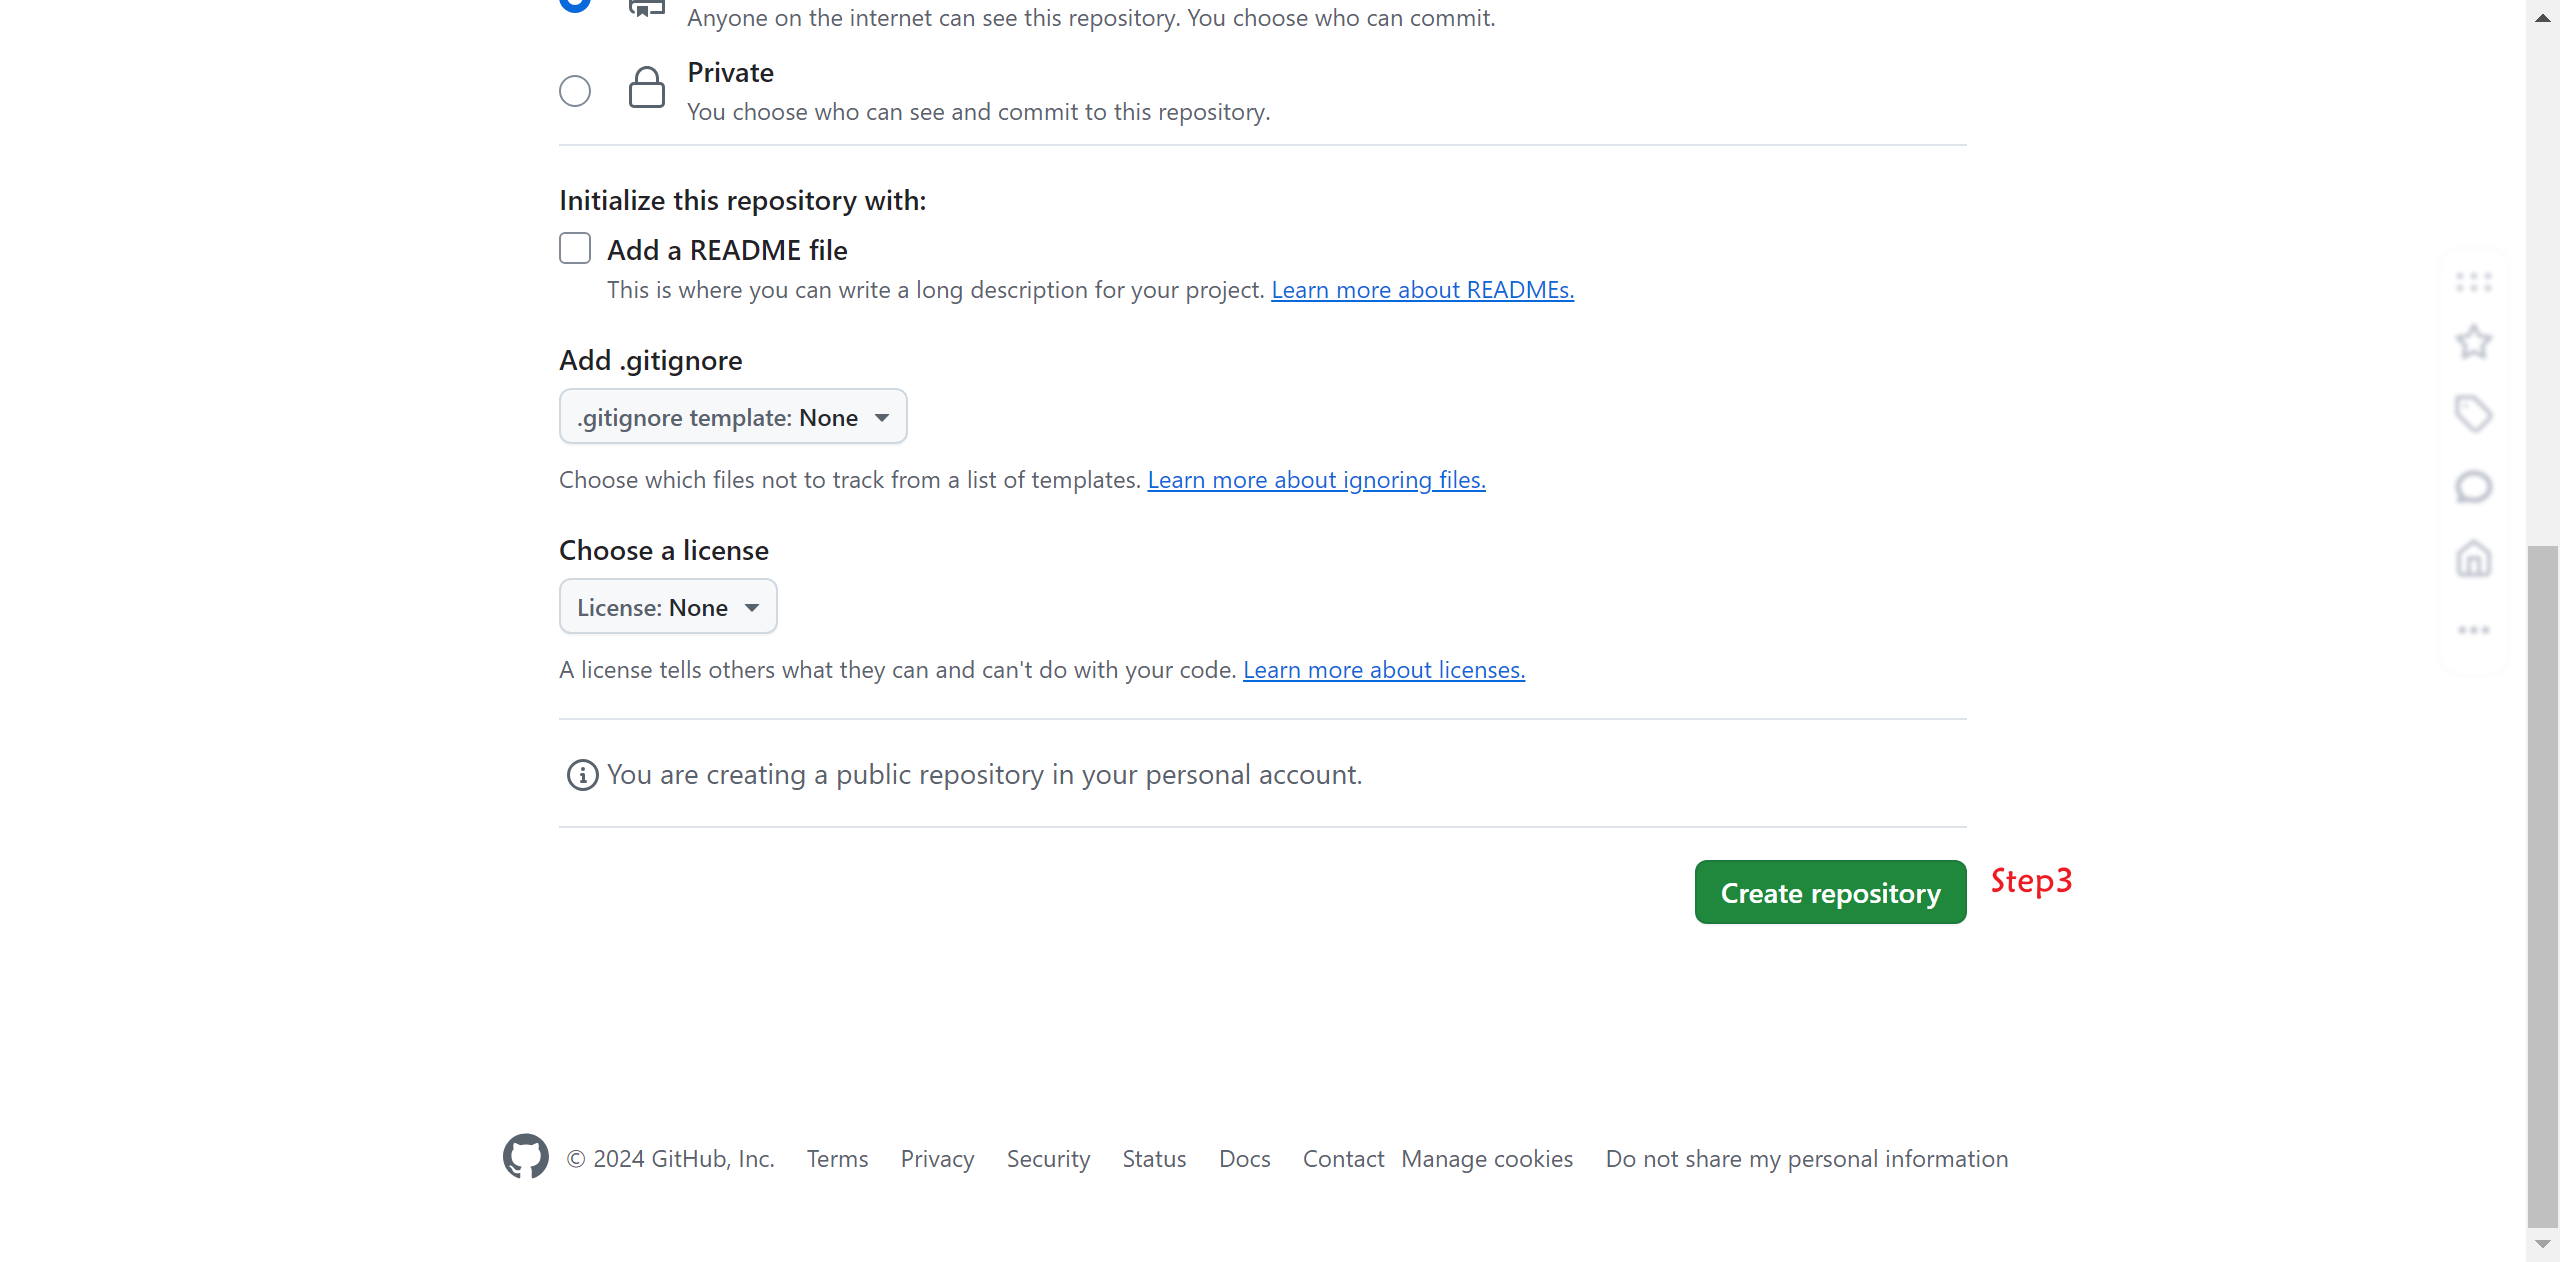 Anyone on the internet can see this repository. You choose who can commit.
Private
You choose who can see and commit to this repository.
Initialize this repository with:
Add a README file
This is where you can write a long description for your project. Learn more about READMEs.
Add .gitignore
.gitignore template: None
Choose which files not to track from a list of templates. Learn more about ignoring files.
Choose a license
License: None
A license tells others what they can and can't do with your code. Learn more about licenses.
You are creating a public repository in your personal account.
Create repository
Step3
© 2024 GitHub, Inc. Terms Privacy Security Status Docs Contact Manage cookies Do not share my personal information